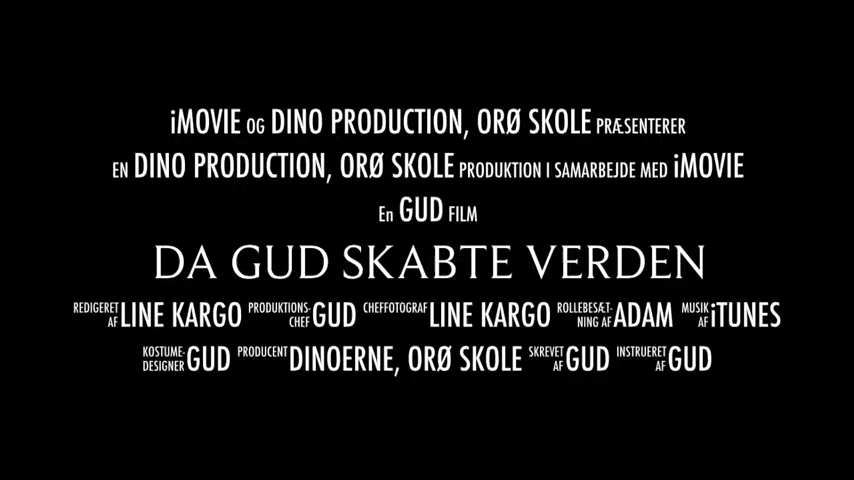 iMOVIE OG DINO PRODUCTION, ORØ SKOLE PRÆSENTERER
EN DINO PRODUCTION, ORØ SKOLE PRODUKTION I SAMARBEJDE MED iMOVIE
En GUD FILM
DA GUD SKABTE VERDEN
REDIGERET AF LINE KARGO PRODUKTIONS-CHEF GUD CHEFFOTOGRAF LINE KARGO ROLLEBESÆT-NING AF ADAM MUSIK AF iTUNES
KOSTUME-DESIGNER GUD PRODUCENT DINOERNE, ORØ SKOLE SKREVET AF GUD INSTRUERET AF GUD